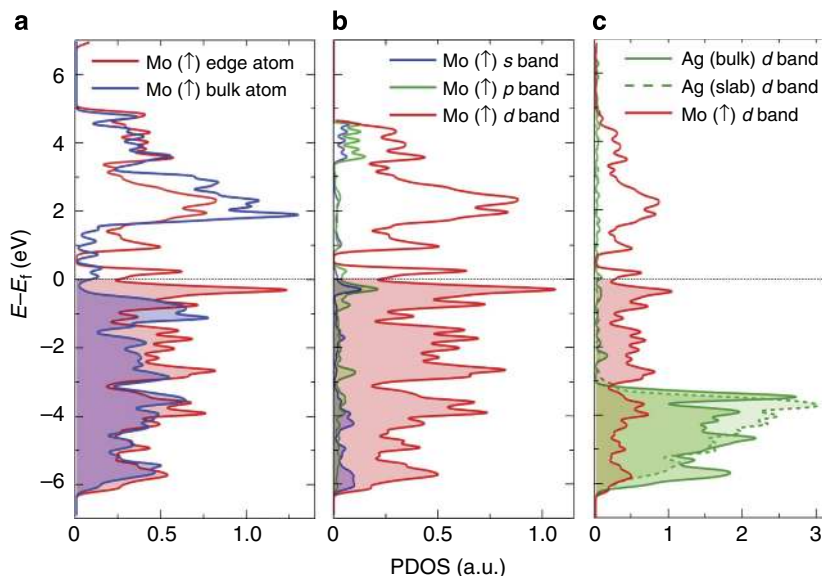 a
b
c
Mo (↑) edge atom
Mo (↑) bulk atom
Mo (↑) s band
Mo (↑) p band
Mo (↑) d band
Ag (bulk) d band
Ag (slab) d band
Mo (↑) d band
E–Ef (eV)
6
4
2
0
–2
–4
–6
0 0.5 1.0
0 0.5 1.0
0 1 2 3
PDOS (a.u.)